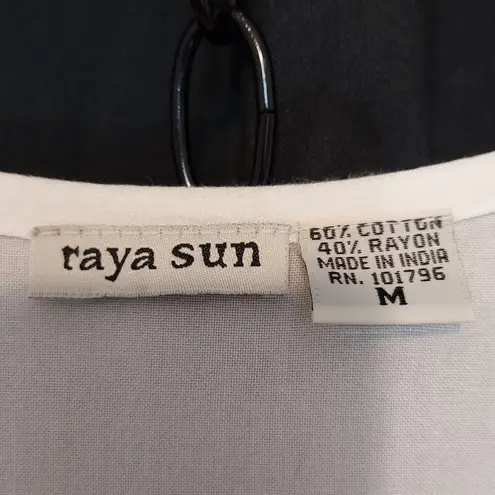 raya sun
60% COTTON
40% RAYON
MADE IN INDIA
RN. 101796
M